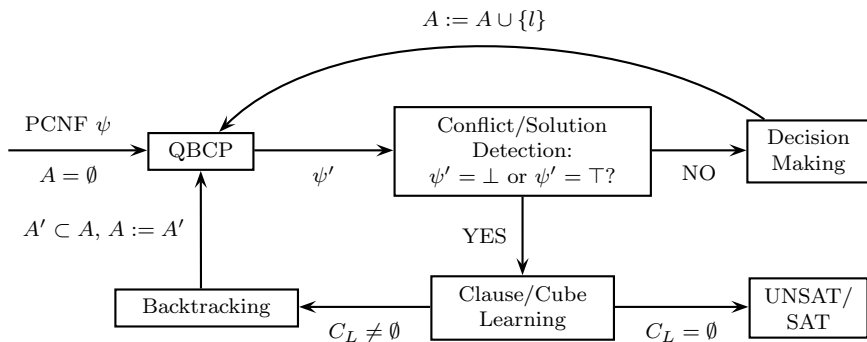 A := A ∪ {l}
PCNF ψ
A = ∅
QBCP
ψ′
Conflict/Solution
Detection:
ψ′ = ⊥ or ψ′ = ⊤?
NO
Decision
Making
A′ ⊂ A, A := A′
YES
Backtracking
C_L ≠ ∅
Clause/Cube
Learning
C_L = ∅
UNSAT/
SAT